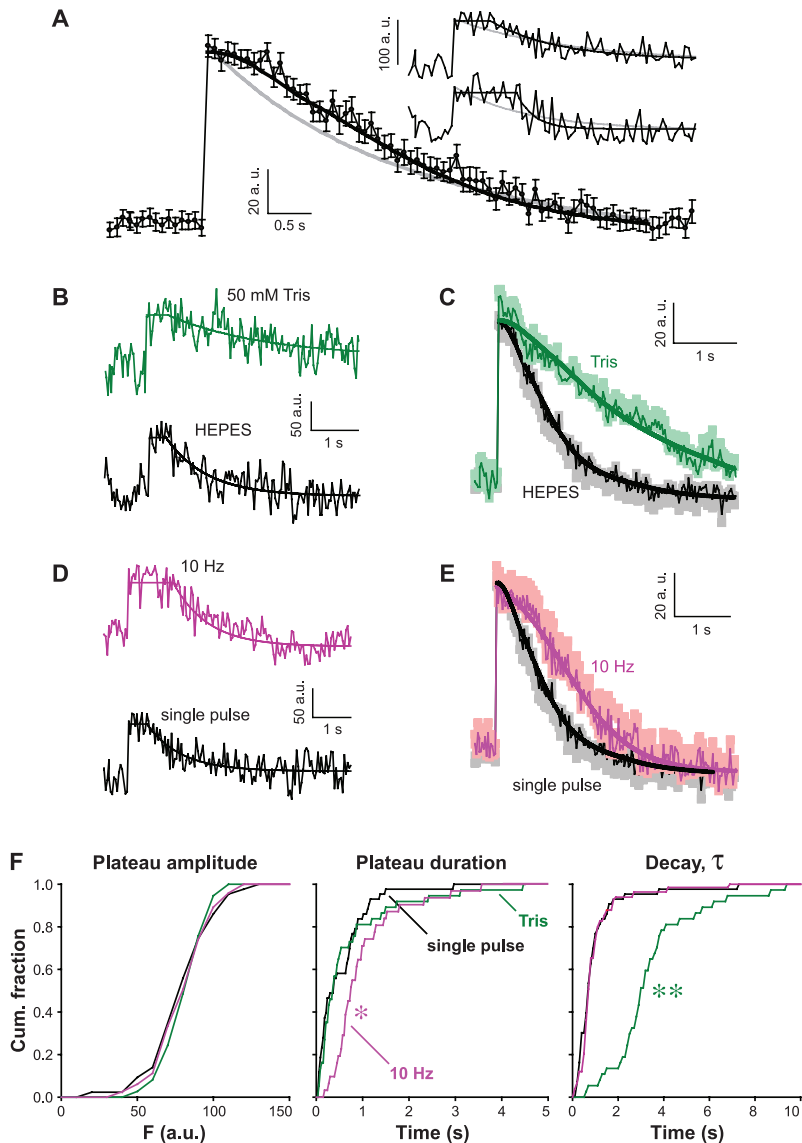 A
100 a. u.
20 a. u.
0.5 s
B
50 mM Tris
HEPES
50 a.u.
1 s
C
Tris
HEPES
20 a. u.
1 s
D
10 Hz
single pulse
50 a.u.
1 s
E
10 Hz
single pulse
20 a. u.
1 s
F
Plateau amplitude
Plateau duration
Decay, τ
Cum. fraction
1.0
0.8
0.6
0.4
0.2
0.0
0 50 100 150
F (a.u.)
Tris
single pulse
*
10 Hz
0 1 2 3 4 5
Time (s)
**
0 2 4 6 8 10
Time (s)